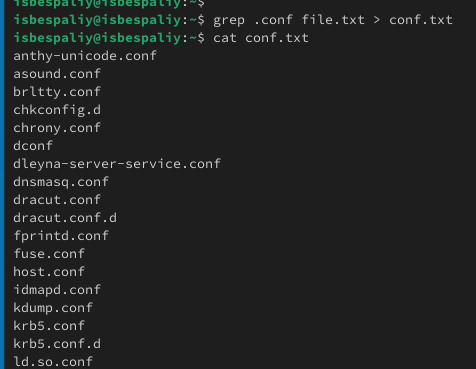 isbespaliy@isbespaliy:~$
isbespaliy@isbespaliy:~$ grep .conf file.txt > conf.txt
isbespaliy@isbespaliy:~$ cat conf.txt
anthy-unicode.conf
asound.conf
brltty.conf
chkconfig.d
chrony.conf
dconf
dleyna-server-service.conf
dnsmasq.conf
dracut.conf
dracut.conf.d
fprintd.conf
fuse.conf
host.conf
idmapd.conf
kdump.conf
krb5.conf
krb5.conf.d
ld.so.conf